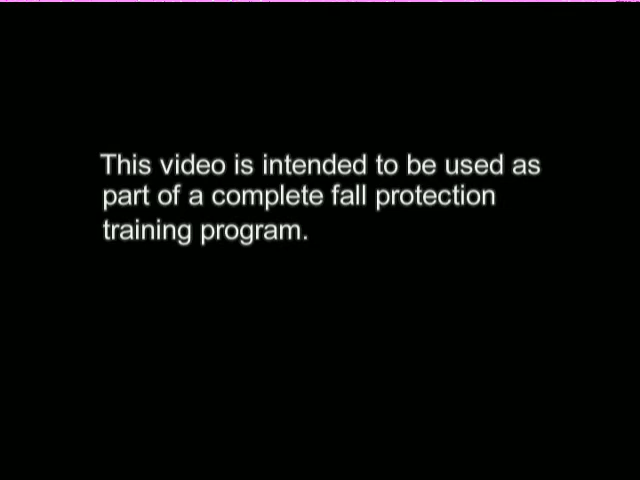 This video is intended to be used as
part of a complete fall protection
training program.